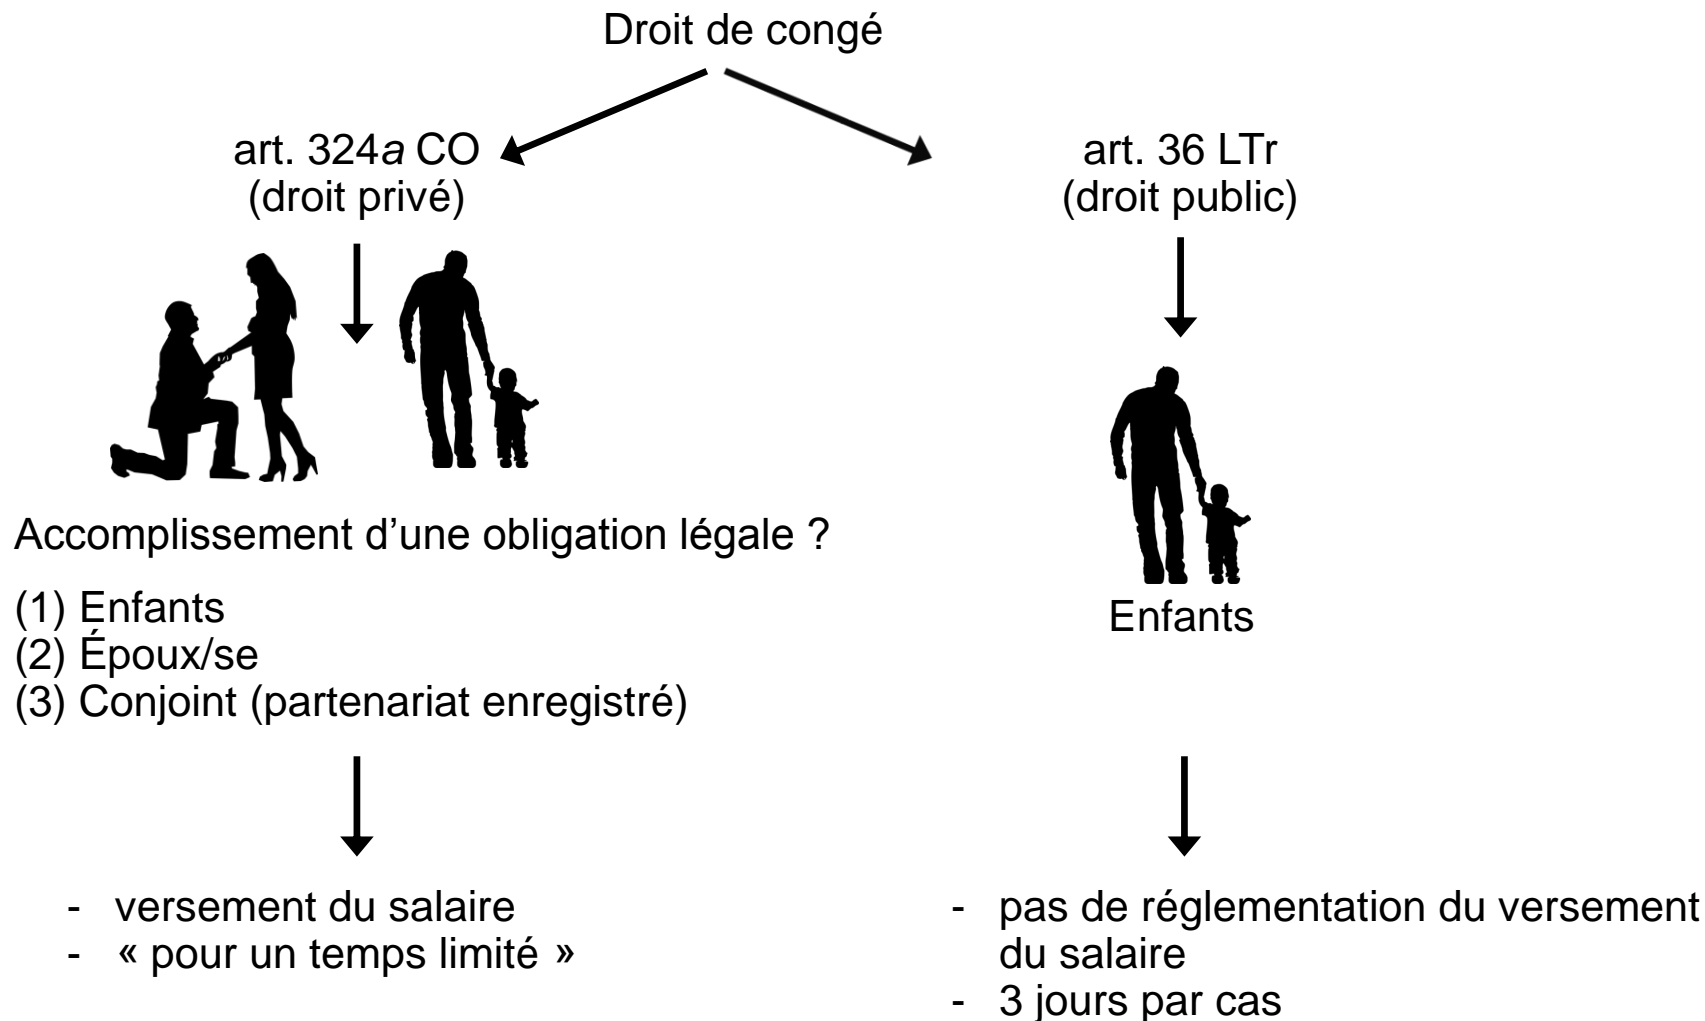 Droit de congé
art. 324a CO
(droit privé)
art. 36 LTr
(droit public)
Accomplissement d’une obligation légale ?
(1) Enfants
(2) Époux/se
(3) Conjoint (partenariat enregistré)
Enfants
- versement du salaire
- « pour un temps limité »
- pas de réglementation du versement
du salaire
- 3 jours par cas